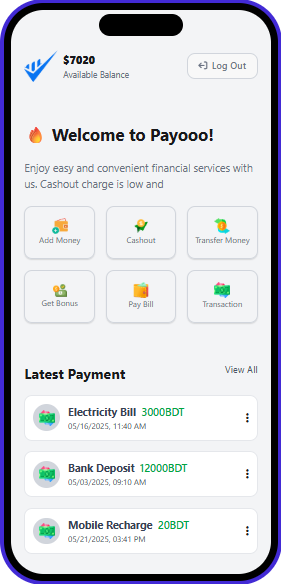 $7020
Available Balance
Log Out
🔥 Welcome to Payooo!
Enjoy easy and convenient financial services with
us. Cashout charge is low and
Add Money
Cashout
Transfer Money
Get Bonus
Pay Bill
Transaction
Latest Payment
View All
Electricity Bill 3000BDT
05/16/2025, 11:40 AM
Bank Deposit 12000BDT
05/03/2025, 09:10 AM
Mobile Recharge 20BDT
05/21/2025, 03:41 PM